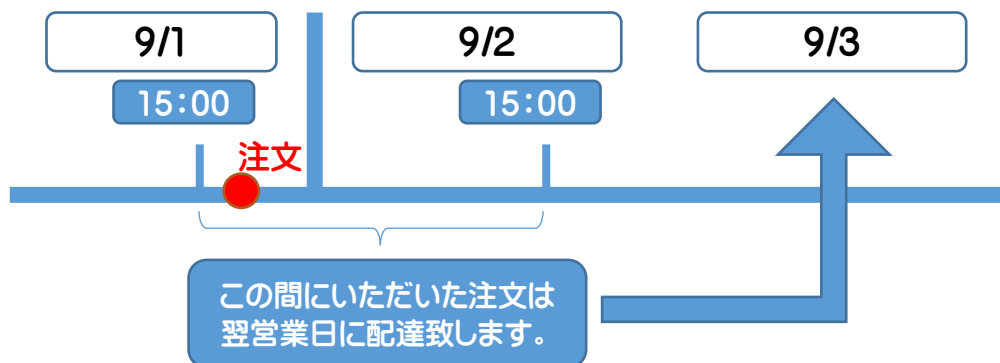 9/1
9/2
9/3
15:00
15:00
注文
この間にいただいた注文は
翌営業日に配達致します。